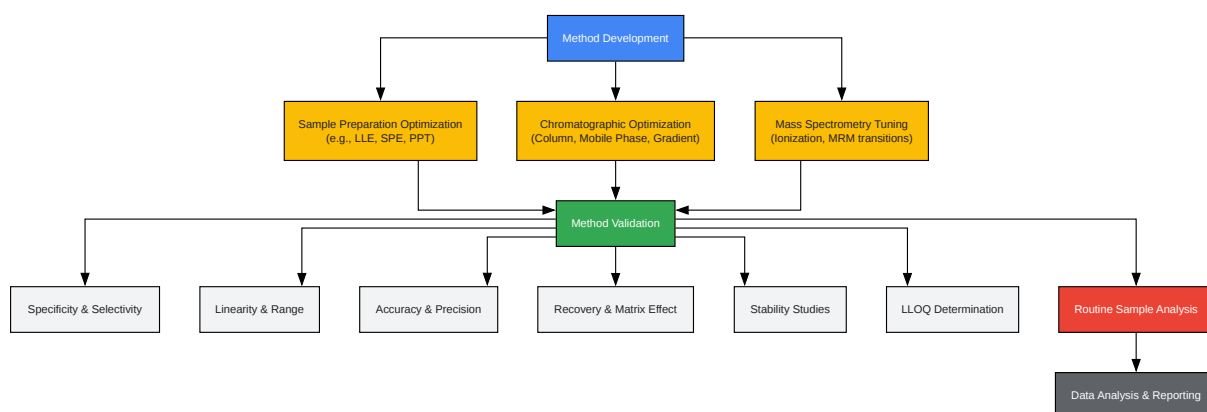 Method Development
Sample Preparation Optimization
(e.g., LLE, SPE, PPT)
Chromatographic Optimization
(Column, Mobile Phase, Gradient)
Mass Spectrometry Tuning
(Ionization, MRM transitions)
Method Validation
Specificity & Selectivity
Linearity & Range
Accuracy & Precision
Recovery & Matrix Effect
Stability Studies
LLOQ Determination
Routine Sample Analysis
Data Analysis & Reporting